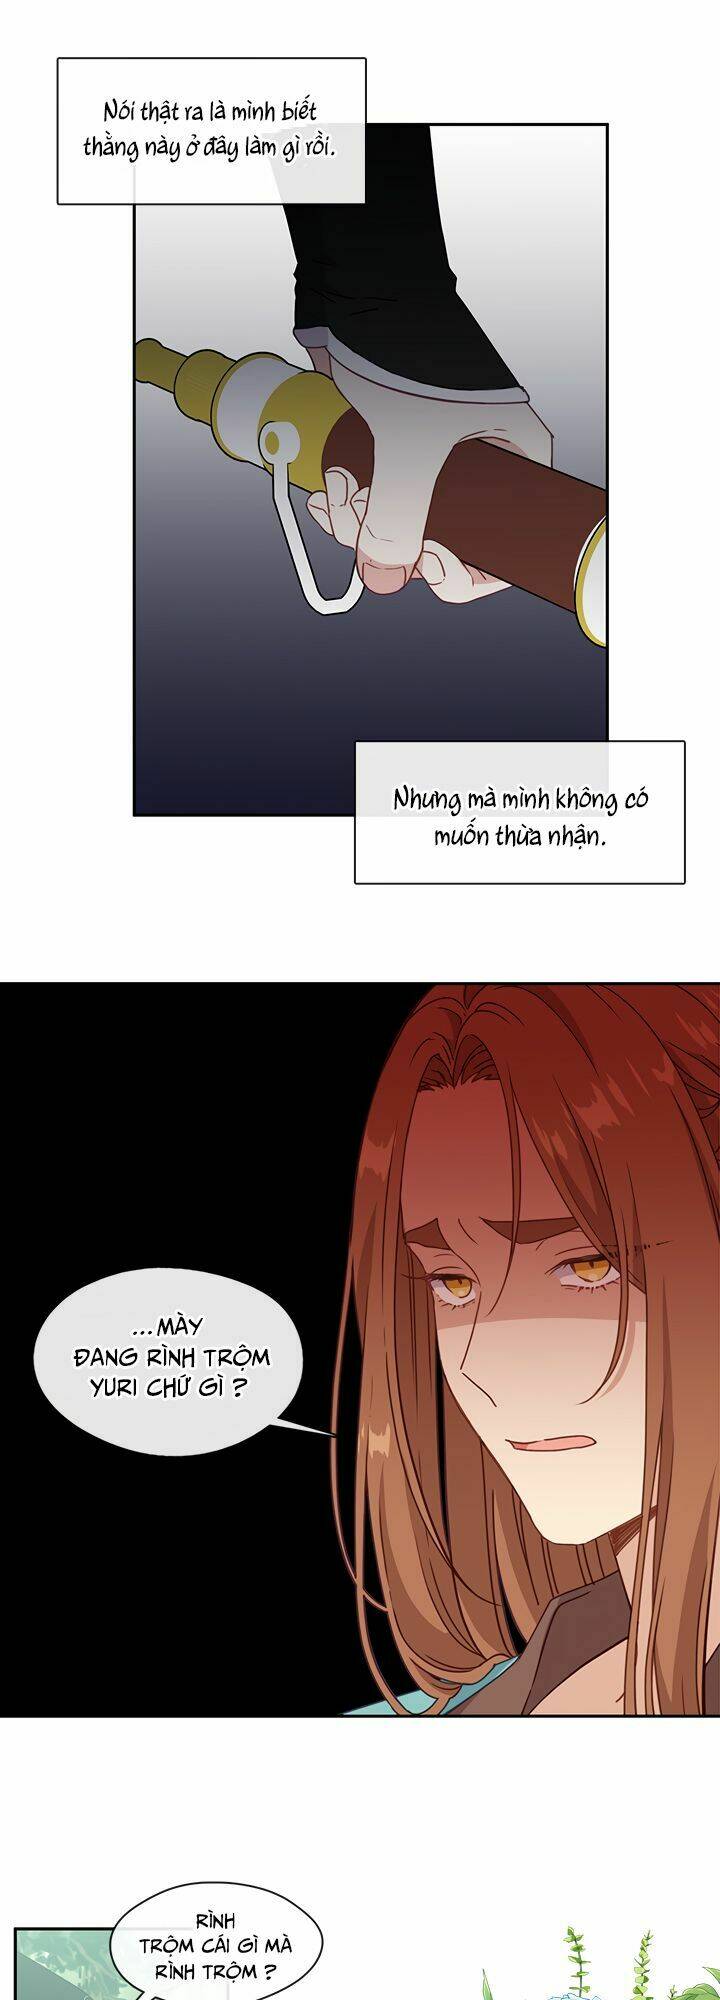 Nói thật ra là mình biết
thằng này ở đây làm gì rồi.
Nhưng mà mình không có
muốn thừa nhận.
...MÀY
ĐANG RÌNH TRỘM
YURI CHỨ GÌ ?
RÌNH
TRỘM CÁI GÌ MÀ
RÌNH TRỘM ?